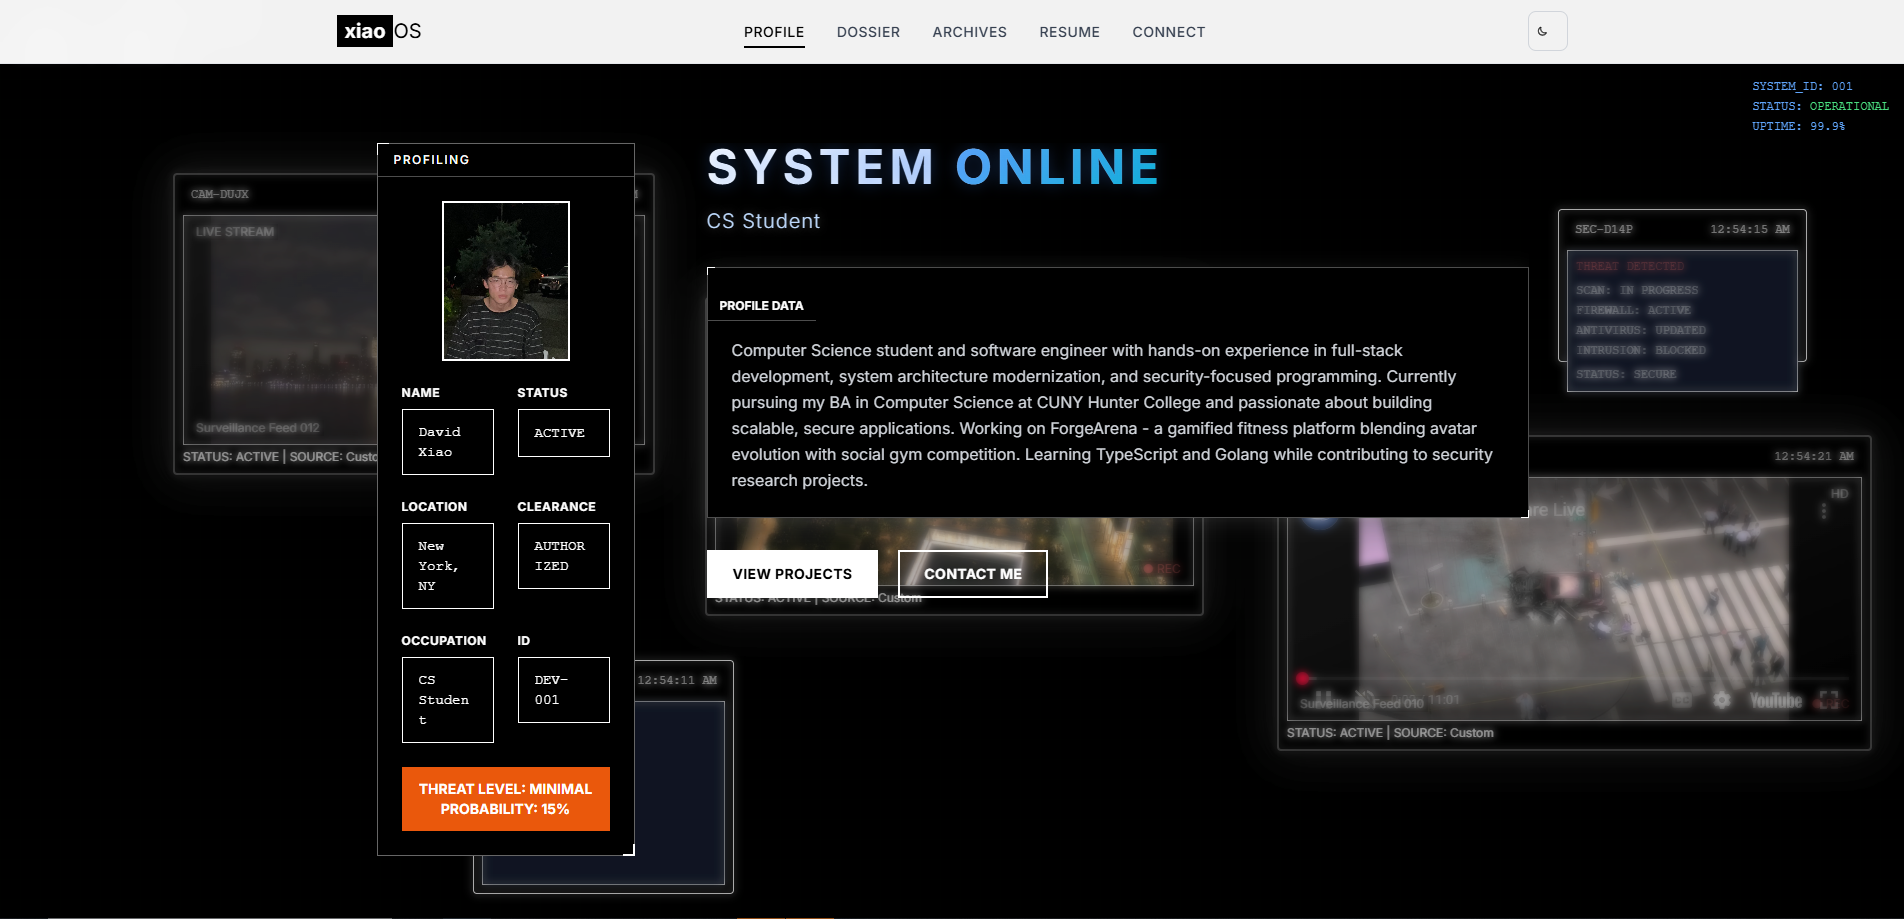 xiao OS
PROFILE
DOSSIER
ARCHIVES
RESUME
CONNECT
SYSTEM_ID: 001
STATUS: OPERATIONAL
UPTIME: 99.9%
PROFILING
NAME
David
Xiao
STATUS
ACTIVE
LOCATION
New
York,
NY
CLEARANCE
AUTHOR
IZED
OCCUPATION
CS
Studen
t
ID
DEV-
001
THREAT LEVEL: MINIMAL
PROBABILITY: 15%
SYSTEM ONLINE
CS Student
PROFILE DATA
Computer Science student and software engineer with hands-on experience in full-stack
development, system architecture modernization, and security-focused programming. Currently
pursuing my BA in Computer Science at CUNY Hunter College and passionate about building
scalable, secure applications. Working on ForgeArena - a gamified fitness platform blending avatar
evolution with social gym competition. Learning TypeScript and Golang while contributing to security
research projects.
VIEW PROJECTS
CONTACT ME
CAM-DUJX
LIVE STREAM
Surveillance Feed 012
STATUS: ACTIVE | SOURCE:
REC
STATUS: ACTIVE | SOURCE: Custom
12:54:11 AM
SEC-D14P
12:54:15 AM
THREAT DETECTED
SCAN: IN PROGRESS
FIREWALL: ACTIVE
ANTIVIRUS: UPDATED
INTRUSION: BLOCKED
STATUS: SECURE
12:54:21 AM
HD
Live
11:01
Surveillance Feed 010
YouTube
STATUS: ACTIVE | SOURCE: Custom